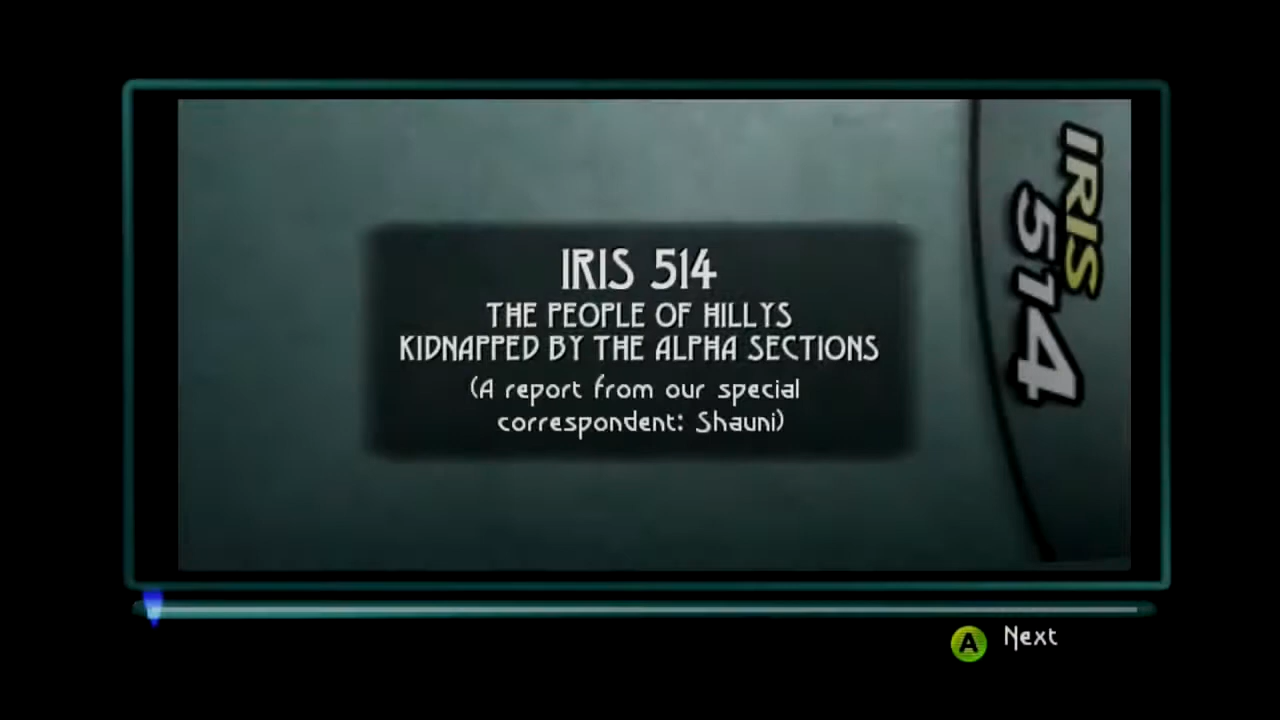 IRIS 514
THE PEOPLE OF HILLYS
KIDNAPPED BY THE ALPHA SECTIONS
(A report from our special
correspondent: Shauni)
IRIS
514
A Next